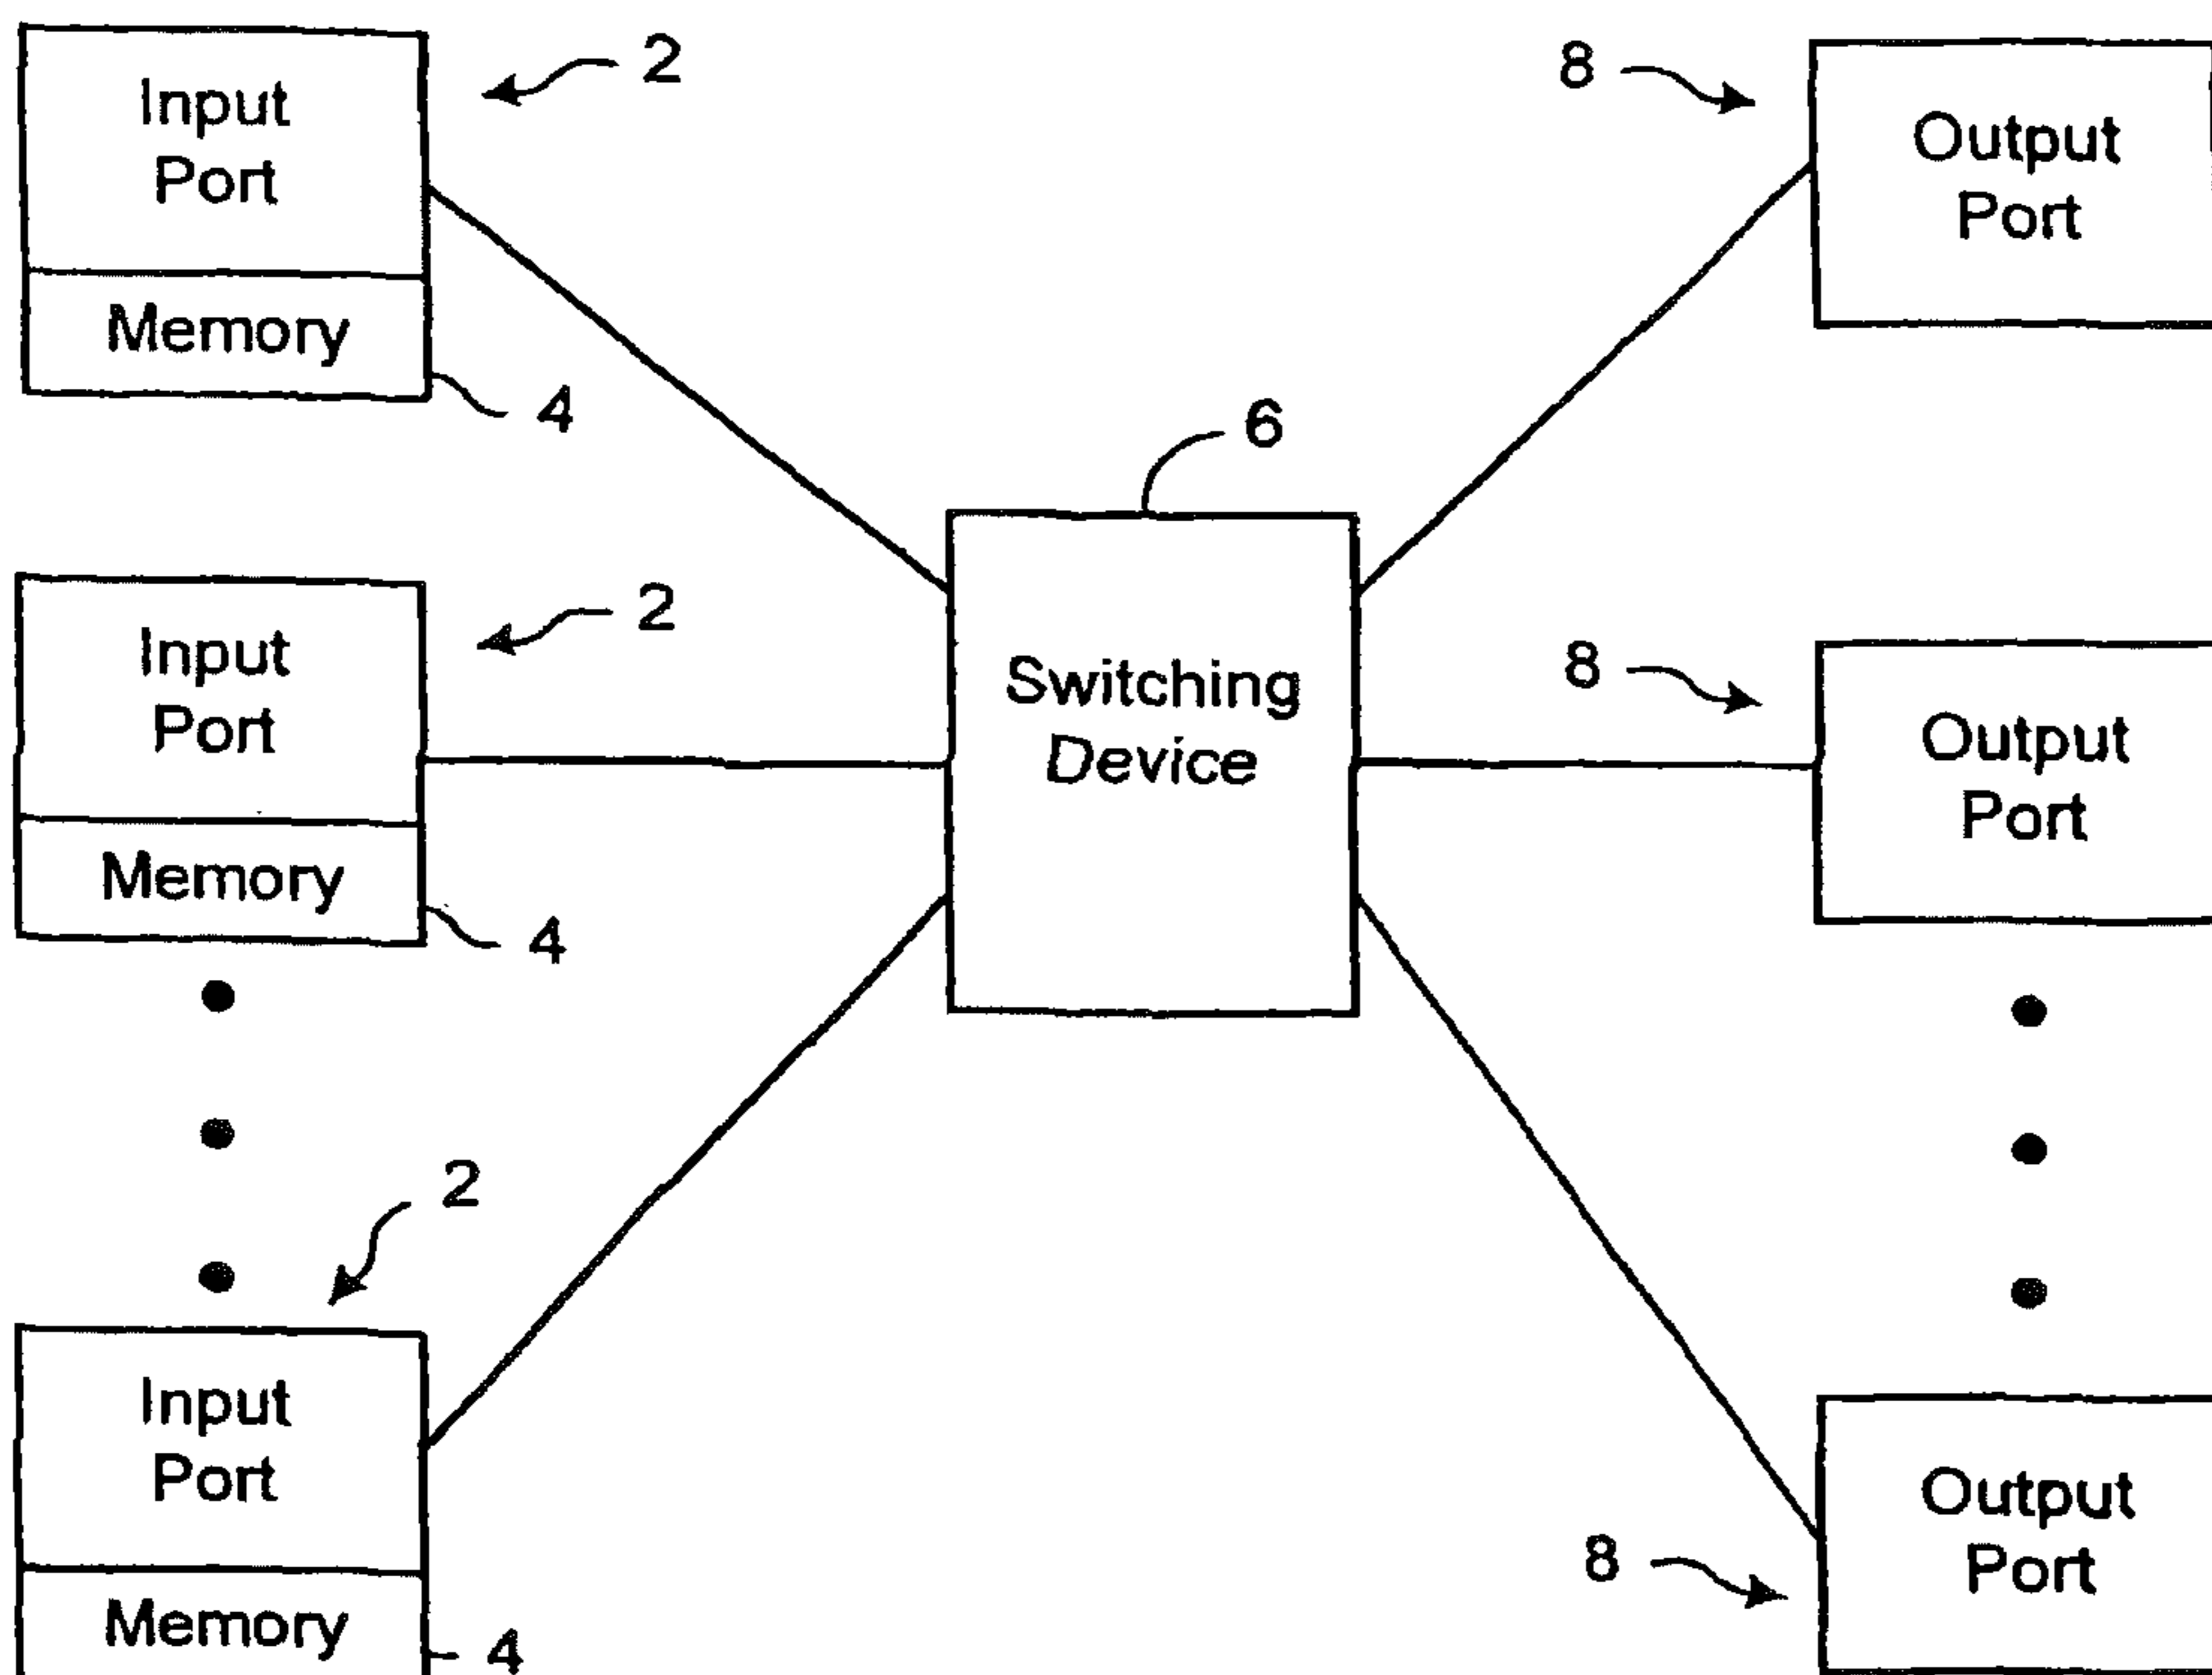 Input
Port
2
Memory
4
Input
Port
2
Memory
4
2
Input
Port
Memory
4
6
Switching
Device
8
Output
Port
8
Output
Port
8
Output
Port